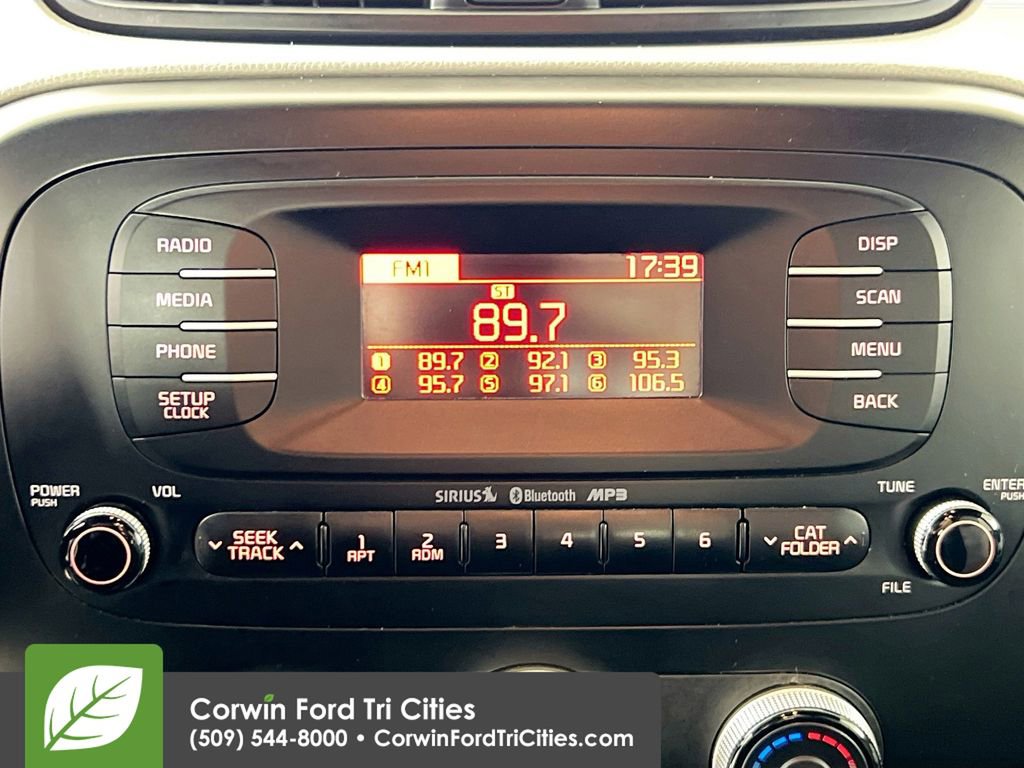 RADIO
MEDIA
PHONE
SETUP
CLOCK
FM1 17:39
ST
89.7
1 89.7 2 92.1 3 95.3
4 95.7 5 97.1 6 106.5
DISP
SCAN
MENU
BACK
POWER
PUSH
VOL
SIRIUS Bluetooth MP3
TUNE
ENTER
PUSH
SEEK
TRACK
1
RPT
2
RDM
3
4
5
6
CAT
FOLDER
FILE
Corwin Ford Tri Cities
(509) 544-8000 • CorwinFordTriCities.com